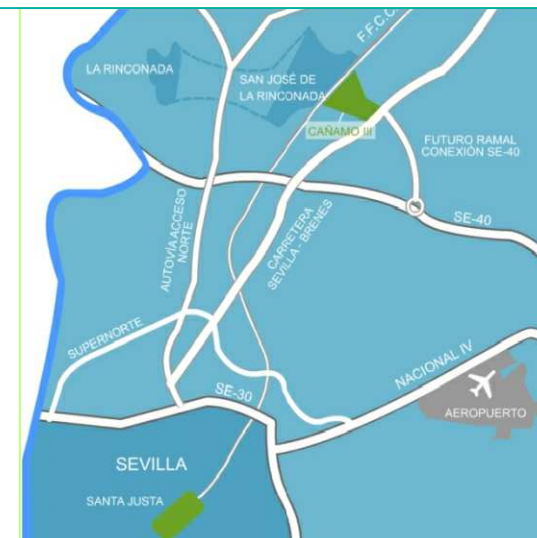 F.F.C.C.
LA RINCONADA
SAN JOSÉ DE
LA RINCONADA
CAÑAMO III
FUTURO RAMAL
CONEXIÓN SE-40
SE-40
AUTOVÍA ACCESO
NORTE
CARRETERA
SEVILLA - BRENES
SUPERNORTE
NACIONAL IV
SE-30
AEROPUERTO
SEVILLA
SANTA JUSTA